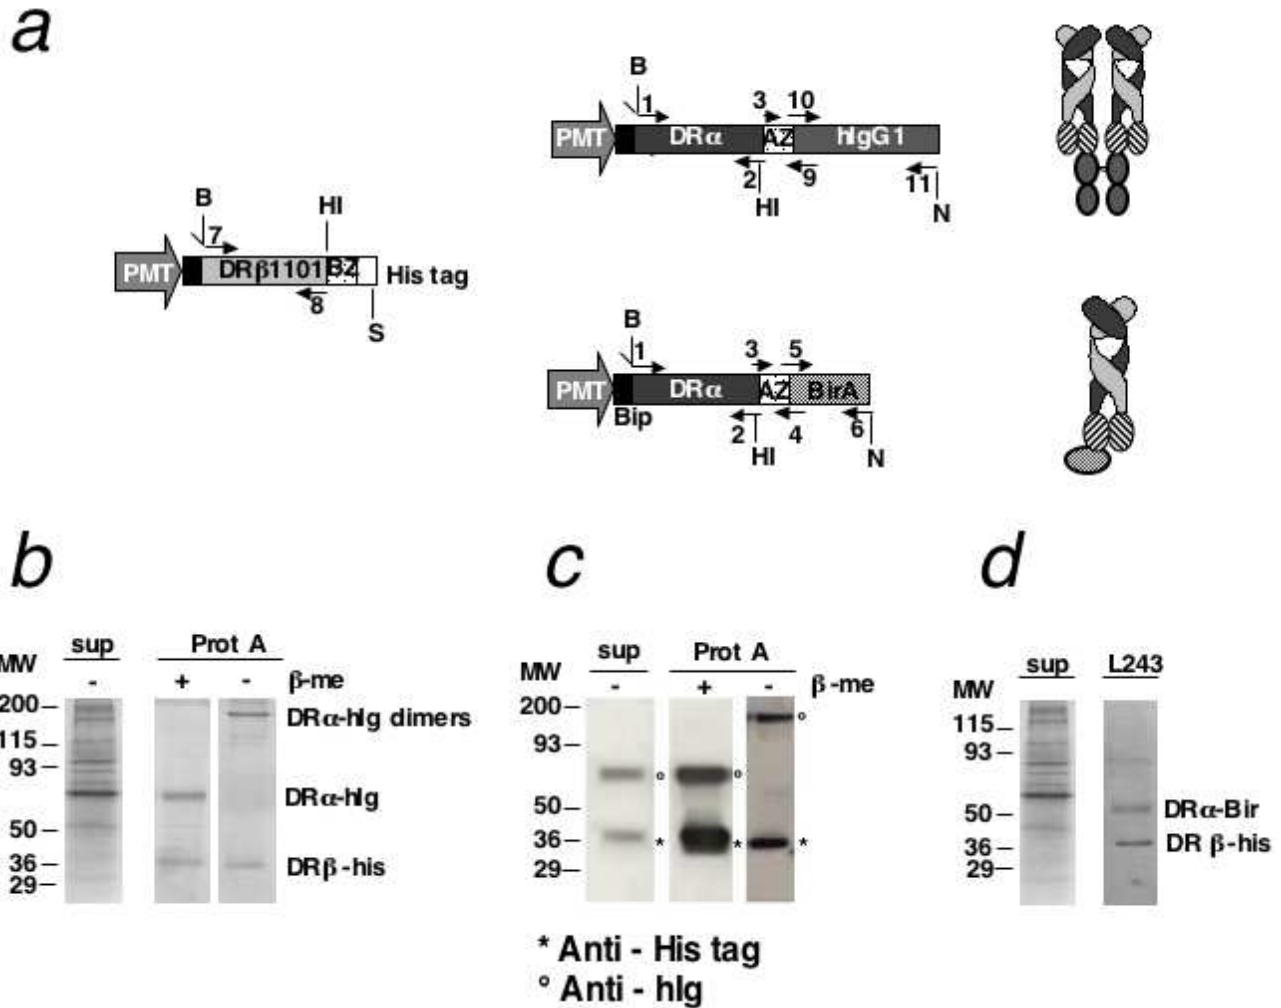 a
B
1
3
10
PMT
DRα
AZ
hIgG1
2
9
11
HI
N
B
7
HI
PMT
DRβ1101
BZ
His tag
8
S
B
1
3
5
PMT
DRα
AZ
BirA
Bip
2
4
6
HI
N
b
sup
Prot A
MW
-
+
-
β-me
200
DRα-hIg dimers
115
93
DRα-hIg
50
36
DRβ-his
29
c
sup
Prot A
MW
-
+
-
β-me
200
°
93
°
°
50
36
*
*
*
29
* Anti - His tag
° Anti - hIg
d
sup
L243
MW
115
93
50
DRα-Bir
36
DR β-his
29